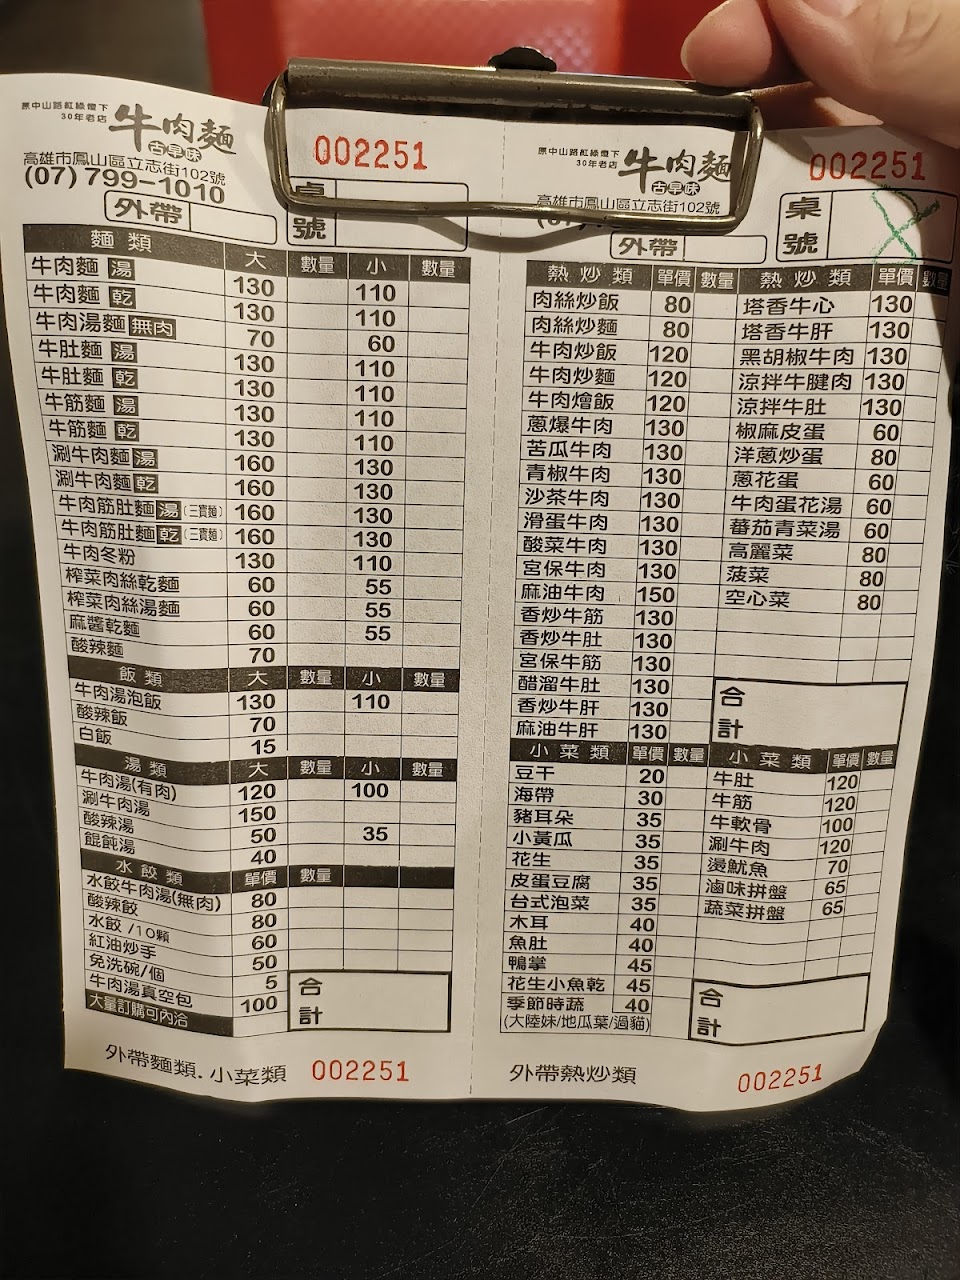 原中山路紅綠燈下
30年老店
牛肉麵
古早味
高雄市鳳山區立志街102號
(07)799-1010
外帶
桌號
002251
麵類 大 數量 小 數量
牛肉麵 湯 130 110
牛肉麵 乾 130 110
牛肉湯麵 無肉 70 60
牛肚麵 湯 130 110
牛肚麵 乾 130 110
牛筋麵 湯 130 110
牛筋麵 乾 130 110
涮牛肉麵 湯 160 130
涮牛肉麵 乾 160 130
牛肉筋肚麵 湯 (三寶麵) 160 130
牛肉筋肚麵 乾 (三寶麵) 160 130
牛肉冬粉 130 110
榨菜肉絲乾麵 60 55
榨菜肉絲湯麵 60 55
麻醬乾麵 60 55
酸辣麵 70
飯類 大 數量 小 數量
牛肉湯泡飯 130 110
酸辣飯 70
白飯 15
湯類 大 數量 小 數量
牛肉湯(有肉) 120 100
涮牛肉湯 150
酸辣湯 50 35
餛飩湯 40
水餃類 單價 數量
水餃牛肉湯(無肉) 80
酸辣餃 80
水餃/10顆 60
紅油炒手 50
免洗碗/個 5
牛肉湯真空包 100
大量訂購可內洽
合計
外帶麵類.小菜類 002251
原中山路紅綠燈下
30年老店
牛肉麵
古早味
高雄市鳳山區立志街102號
外帶
桌號
002251
熱炒類 單價 數量 熱炒類 單價 數量
肉絲炒飯 80 塔香牛心 130
肉絲炒麵 80 塔香牛肝 130
牛肉炒飯 120 黑胡椒牛肉 130
牛肉炒麵 120 涼拌牛腱肉 130
牛肉燴飯 120 涼拌牛肚 130
蔥爆牛肉 130 椒麻皮蛋 60
苦瓜牛肉 130 洋蔥炒蛋 80
青椒牛肉 130 蔥花蛋 60
沙茶牛肉 130 牛肉蛋花湯 60
滑蛋牛肉 130 蕃茄青菜湯 60
酸菜牛肉 130 高麗菜 80
宮保牛肉 130 菠菜 80
麻油牛肉 150 空心菜 80
香炒牛筋 130
香炒牛肚 130
宮保牛筋 130
醋溜牛肚 130
香炒牛肝 130
麻油牛肝 130
合計
小菜類 單價 數量 小菜類 單價 數量
豆干 20 牛肚 120
海帶 30 牛筋 120
豬耳朵 35 牛軟骨 100
小黃瓜 35 涮牛肉 120
花生 35 燙魷魚 70
皮蛋豆腐 35 滷味拼盤 65
台式泡菜 35 蔬菜拼盤 65
木耳 40
魚肚 40
鴨掌 45
花生小魚乾 45
季節時蔬 40
(大陸妹/地瓜葉/過貓)
合計
外帶熱炒類 002251